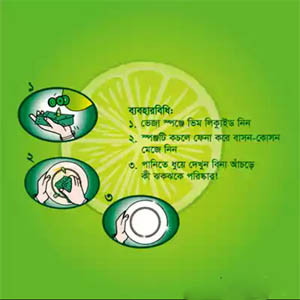 ব্যবহারবিধি:
১. ভেজা স্পঞ্জে ভিম লিক্যুইড নিন
২. স্পঞ্জটি কচলে ফেনা করে বাসন-কোসন
মেজে নিন
৩. পানিতে ধুয়ে দেখুন বিনা আঁচড়ে
কী ঝকঝকে পরিষ্কার!
১
২
৩